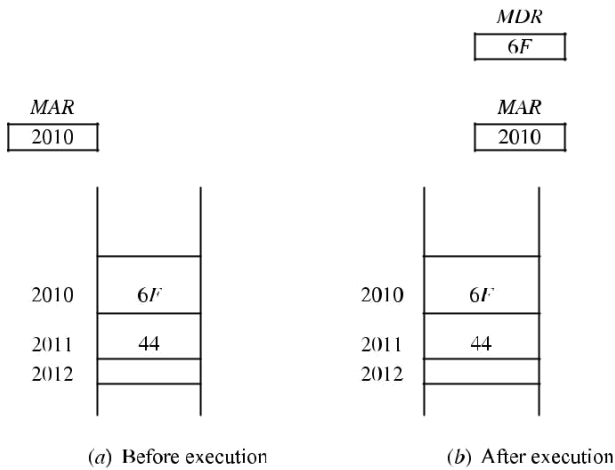 MDR
6F
MAR
2010
MAR
2010
2010
6F
2011
44
2012
2010
6F
2011
44
2012
(a) Before execution
(b) After execution